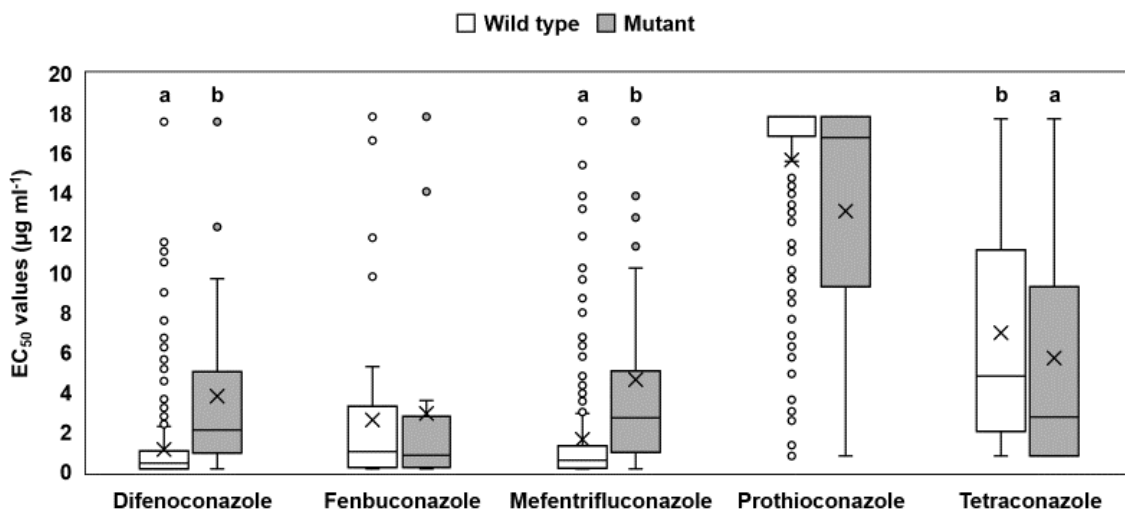 Wild type Mutant
20
a b a b b a
18
16
14
12
10
8
6
4
2
0
EC₅₀ values (µg ml⁻¹)
Difenoconazole Fenbuconazole Mefentrifluconazole Prothioconazole Tetraconazole